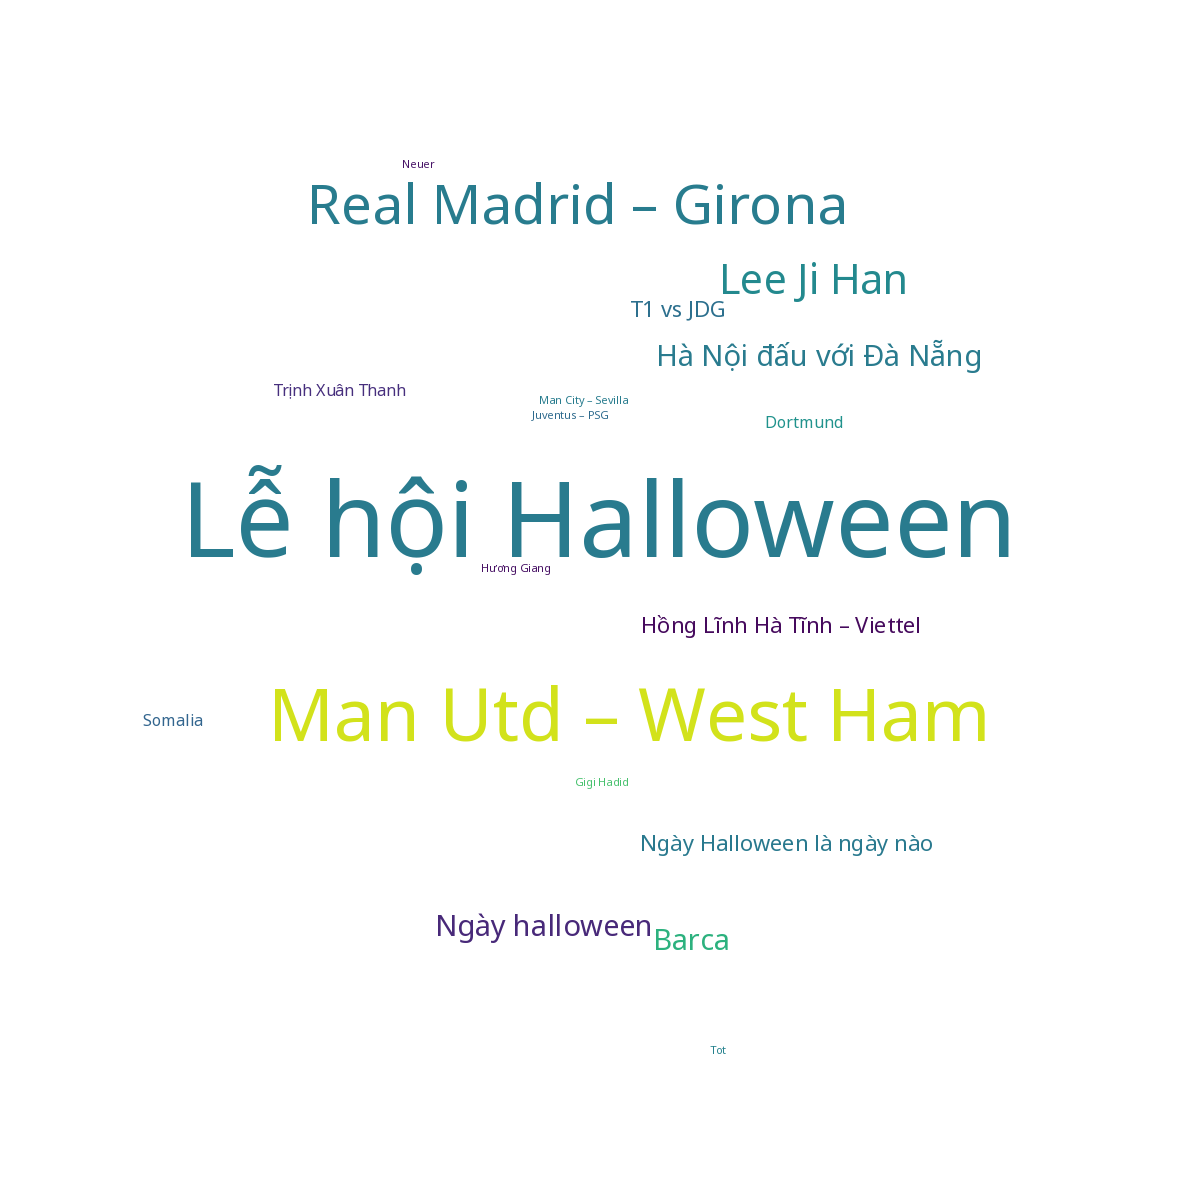 Neuer
Real Madrid – Girona
Lee Ji Han
T1 vs JDG
Hà Nội đấu với Đà Nẵng
Trịnh Xuân Thanh
Man City – Sevilla
Juventus – PSG
Dortmund
Lễ hội Halloween
Hương Giang
Hồng Lĩnh Hà Tĩnh – Viettel
Man Utd – West Ham
Somalia
Gigi Hadid
Ngày Halloween là ngày nào
Ngày halloween
Barca
Tot